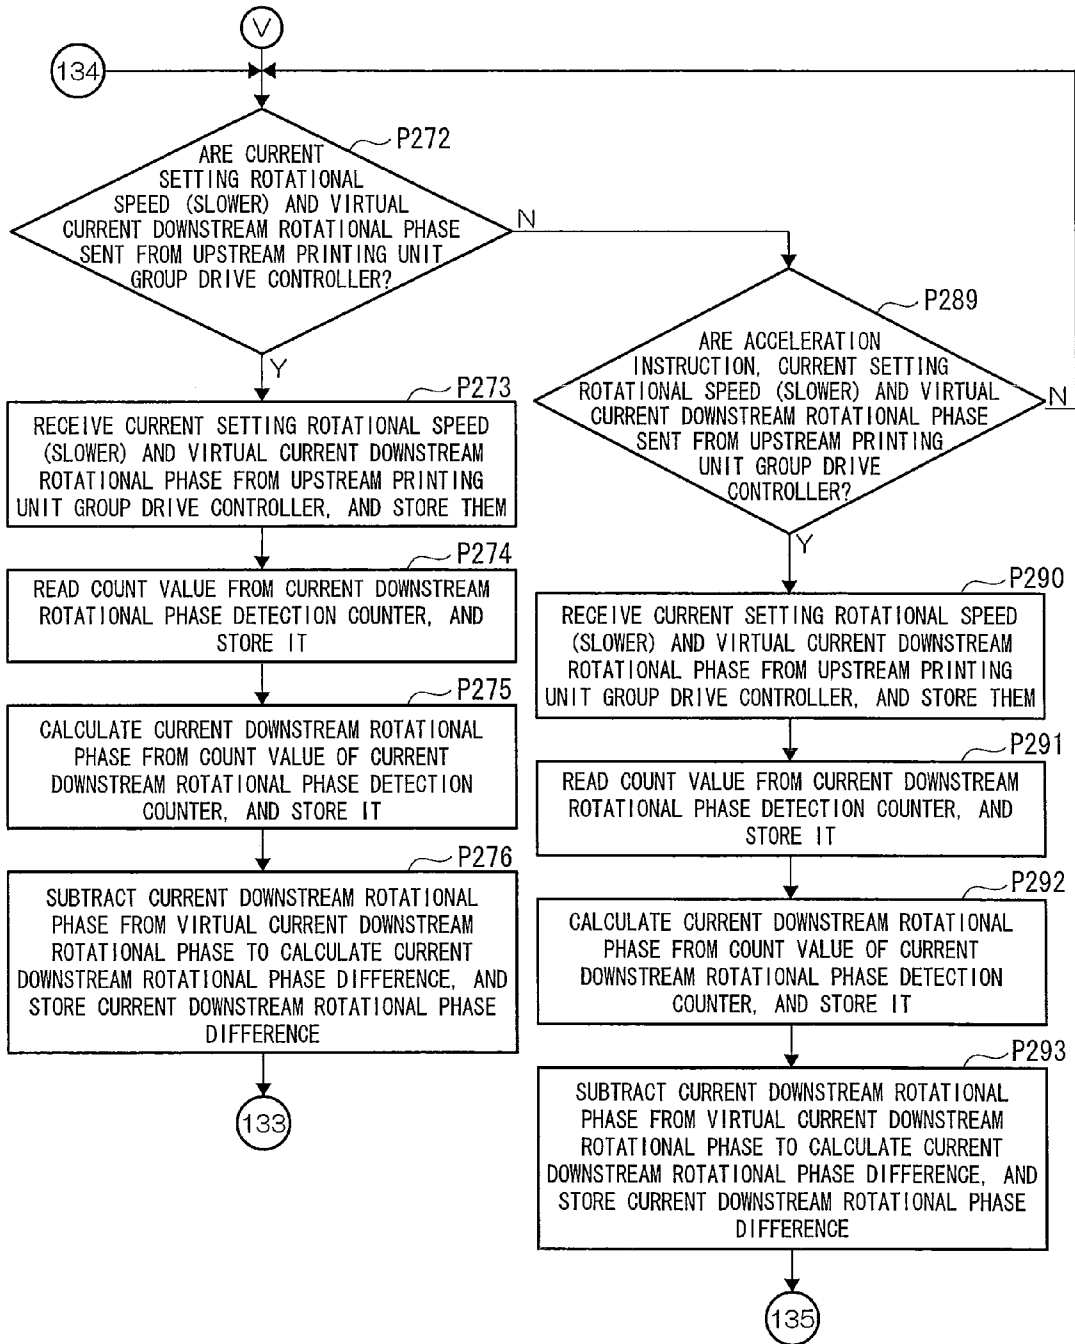 V
134
P272
ARE CURRENT
SETTING ROTATIONAL
SPEED (SLOWER) AND VIRTUAL
CURRENT DOWNSTREAM ROTATIONAL PHASE
SENT FROM UPSTREAM PRINTING UNIT
GROUP DRIVE CONTROLLER?
N
Y
P273
RECEIVE CURRENT SETTING ROTATIONAL SPEED
(SLOWER) AND VIRTUAL CURRENT DOWNSTREAM
ROTATIONAL PHASE FROM UPSTREAM PRINTING
UNIT GROUP DRIVE CONTROLLER, AND STORE THEM
P274
READ COUNT VALUE FROM CURRENT DOWNSTREAM
ROTATIONAL PHASE DETECTION COUNTER, AND
STORE IT
P275
CALCULATE CURRENT DOWNSTREAM ROTATIONAL
PHASE FROM COUNT VALUE OF CURRENT
DOWNSTREAM ROTATIONAL PHASE DETECTION
COUNTER, AND STORE IT
P276
SUBTRACT CURRENT DOWNSTREAM ROTATIONAL
PHASE FROM VIRTUAL CURRENT DOWNSTREAM
ROTATIONAL PHASE TO CALCULATE CURRENT
DOWNSTREAM ROTATIONAL PHASE DIFFERENCE, AND
STORE CURRENT DOWNSTREAM ROTATIONAL PHASE
DIFFERENCE
133
P289
ARE ACCELERATION
INSTRUCTION, CURRENT SETTING
ROTATIONAL SPEED (SLOWER) AND VIRTUAL
CURRENT DOWNSTREAM ROTATIONAL PHASE
SENT FROM UPSTREAM PRINTING
UNIT GROUP DRIVE
CONTROLLER?
N
Y
P290
RECEIVE CURRENT SETTING ROTATIONAL SPEED
(SLOWER) AND VIRTUAL CURRENT DOWNSTREAM
ROTATIONAL PHASE FROM UPSTREAM PRINTING
UNIT GROUP DRIVE CONTROLLER, AND STORE THEM
P291
READ COUNT VALUE FROM CURRENT DOWNSTREAM
ROTATIONAL PHASE DETECTION COUNTER, AND
STORE IT
P292
CALCULATE CURRENT DOWNSTREAM ROTATIONAL
PHASE FROM COUNT VALUE OF CURRENT
DOWNSTREAM ROTATIONAL PHASE DETECTION
COUNTER, AND STORE IT
P293
SUBTRACT CURRENT DOWNSTREAM ROTATIONAL
PHASE FROM VIRTUAL CURRENT DOWNSTREAM
ROTATIONAL PHASE TO CALCULATE CURRENT
DOWNSTREAM ROTATIONAL PHASE DIFFERENCE, AND
STORE CURRENT DOWNSTREAM ROTATIONAL PHASE
DIFFERENCE
135